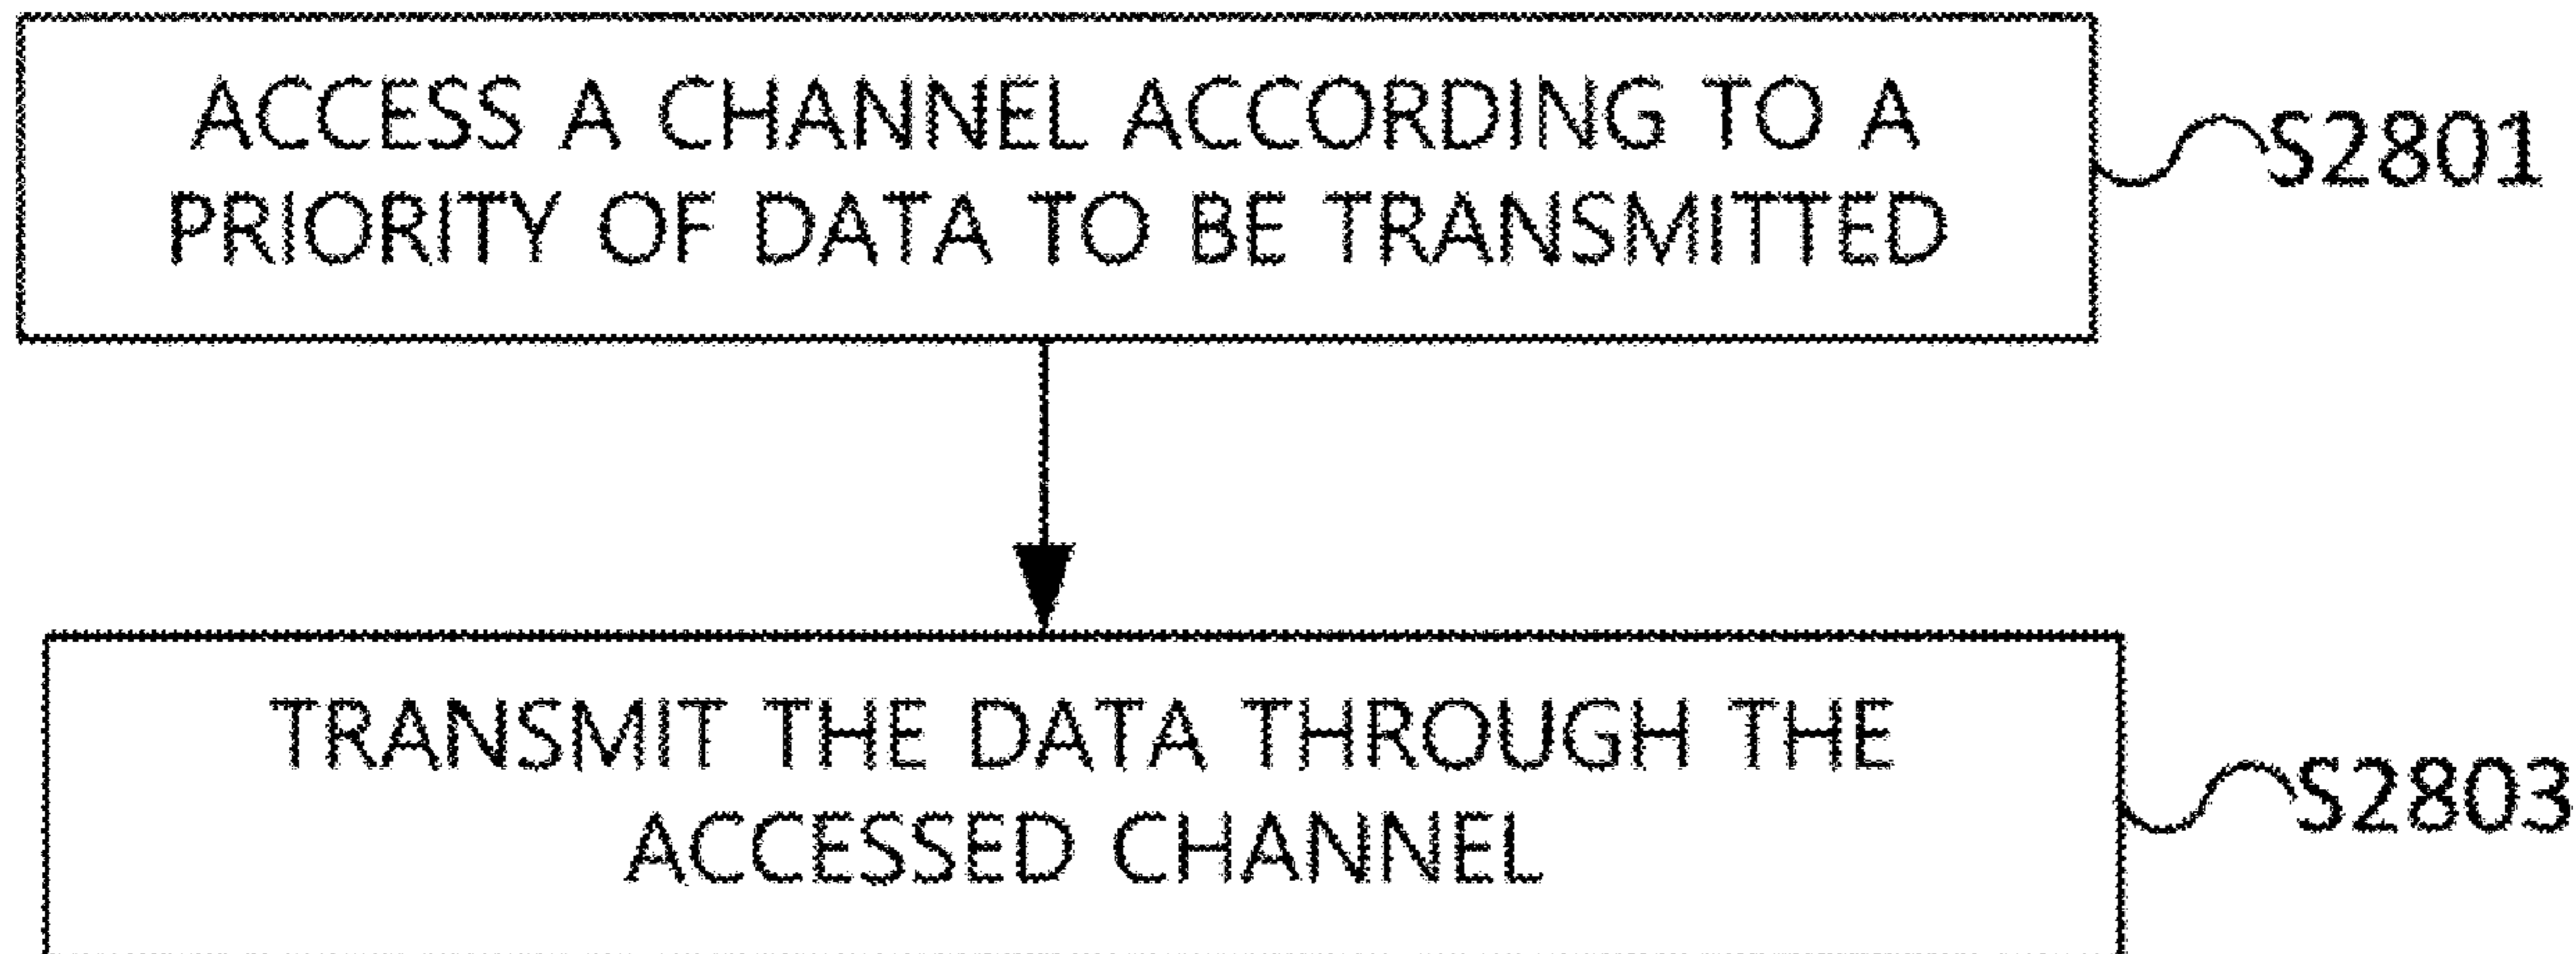 ACCESS A CHANNEL ACCORDING TO A
PRIORITY OF DATA TO BE TRANSMITTED
S2801
TRANSMIT THE DATA THROUGH THE
ACCESSED CHANNEL
S2803